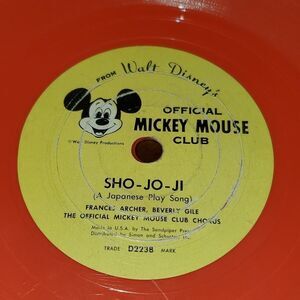 FROM Walt Disney's
OFFICIAL
MICKEY MOUSE
CLUB
© Walt Disney Productions
SHO-JO-JI
(A Japanese Play Song)
FRANCES ARCHER, BEVERLY GILE
THE OFFICIAL MICKEY MOUSE CLUB CHORUS
Made in U.S.A. by the Sandpiper Press
Distributed by Simon and Schuster, Inc.
TRADE D2238 MARK